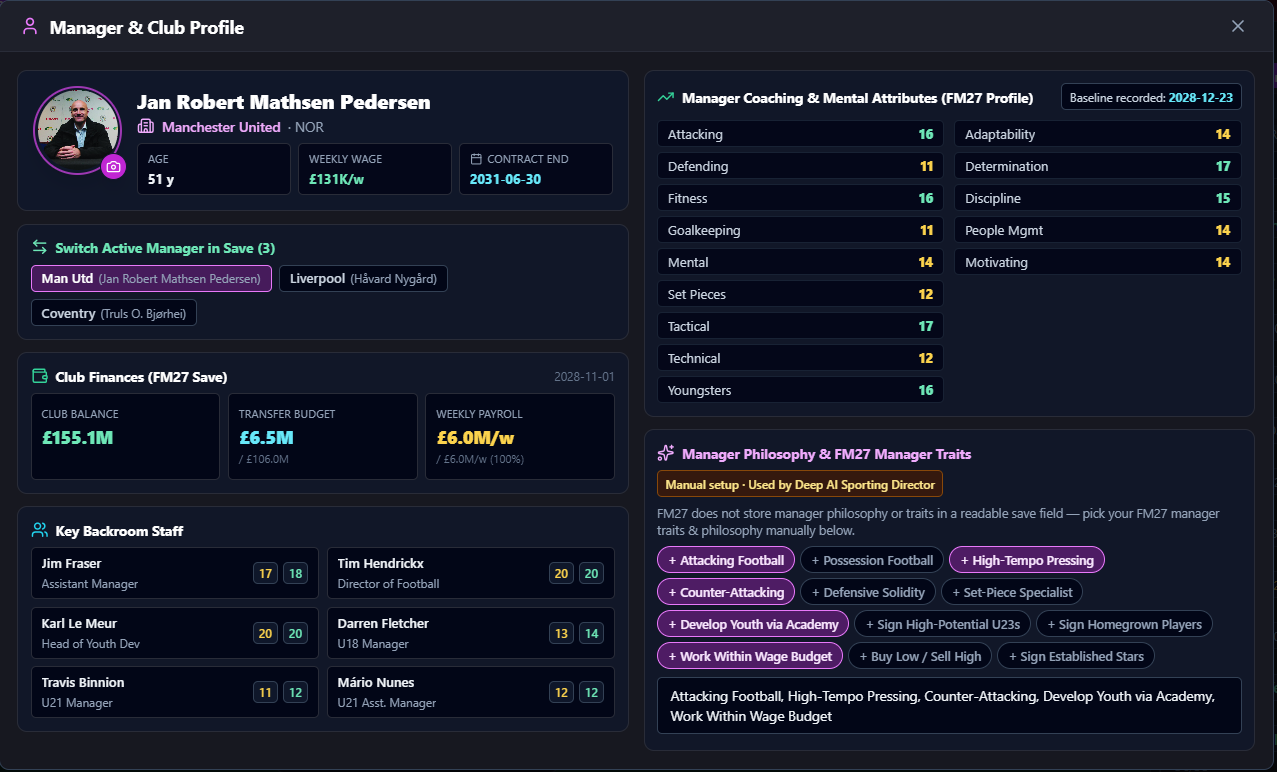 Manager & Club Profile
Jan Robert Mathsen Pedersen
Manchester United · NOR
AGE
51 y
WEEKLY WAGE
£131K/w
CONTRACT END
2031-06-30
Switch Active Manager in Save (3)
Man Utd (Jan Robert Mathsen Pedersen)
Liverpool (Håvard Nygård)
Coventry (Truls O. Bjørhei)
Club Finances (FM27 Save)
2028-11-01
CLUB BALANCE
£155.1M
TRANSFER BUDGET
£6.5M
/ £106.0M
WEEKLY PAYROLL
£6.0M/w
/ £6.0M/w (100%)
Key Backroom Staff
Jim Fraser
Assistant Manager
17 18
Tim Hendrickx
Director of Football
20 20
Karl Le Meur
Head of Youth Dev
20 20
Darren Fletcher
U18 Manager
13 14
Travis Binnion
U21 Manager
11 12
Mário Nunes
U21 Asst. Manager
12 12
Manager Coaching & Mental Attributes (FM27 Profile)
Baseline recorded: 2028-12-23
Attacking 16
Defending 11
Fitness 16
Goalkeeping 11
Mental 14
Set Pieces 12
Tactical 17
Technical 12
Youngsters 16
Adaptability 14
Determination 17
Discipline 15
People Mgmt 14
Motivating 14
Manager Philosophy & FM27 Manager Traits
Manual setup · Used by Deep AI Sporting Director
FM27 does not store manager philosophy or traits in a readable save field — pick your FM27 manager
traits & philosophy manually below.
+ Attacking Football + Possession Football + High-Tempo Pressing
+ Counter-Attacking + Defensive Solidity + Set-Piece Specialist
+ Develop Youth via Academy + Sign High-Potential U23s + Sign Homegrown Players
+ Work Within Wage Budget + Buy Low / Sell High + Sign Established Stars
Attacking Football, High-Tempo Pressing, Counter-Attacking, Develop Youth via Academy,
Work Within Wage Budget